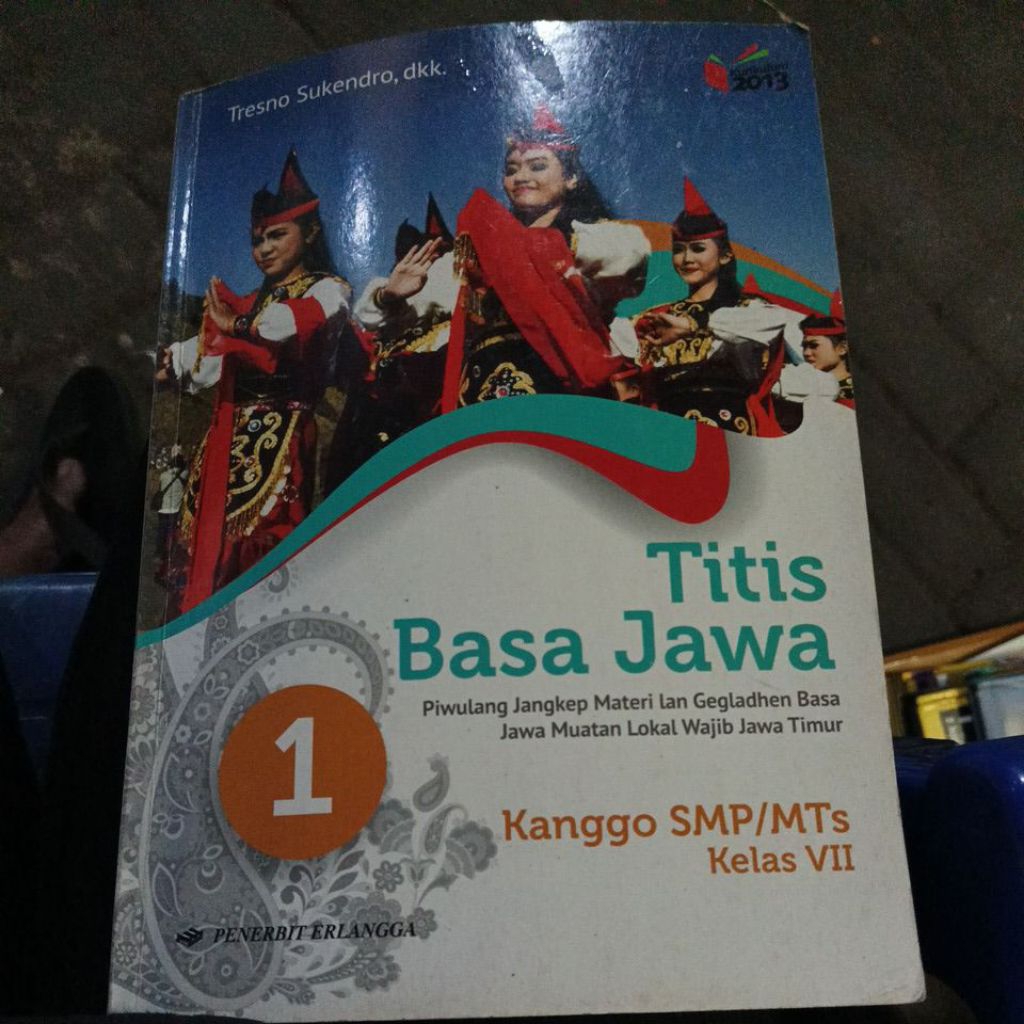 Tresno Sukendro, dkk.
2013
Titis
Basa Jawa
Piwulang Jangkep Materi lan Gegladhen Basa
Jawa Muatan Lokal Wajib Jawa Timur
1
Kanggo SMP/MTs
Kelas VII
PENERBIT ERLANGGA